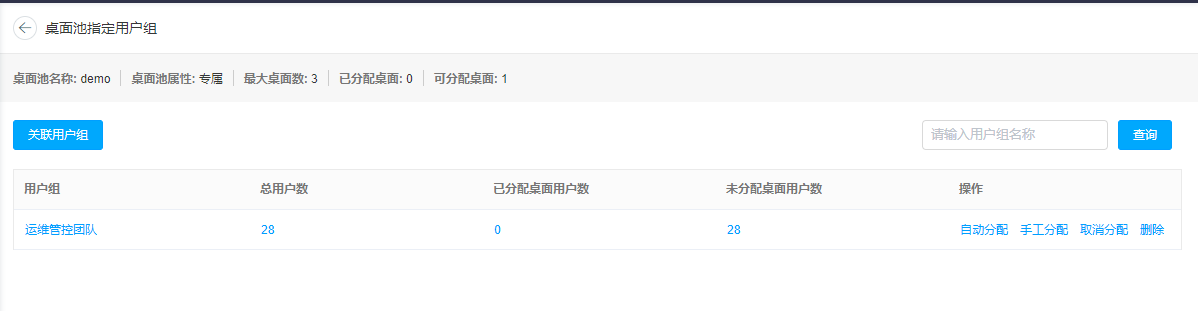 桌面池指定用户组
桌面池名称: demo 桌面池属性: 专属 最大桌面数: 3 已分配桌面: 0 可分配桌面: 1
关联用户组 请输入用户组名称 查询
用户组 总用户数 已分配桌面用户数 未分配桌面用户数 操作
运维管控团队 28 0 28 自动分配 手工分配 取消分配 删除